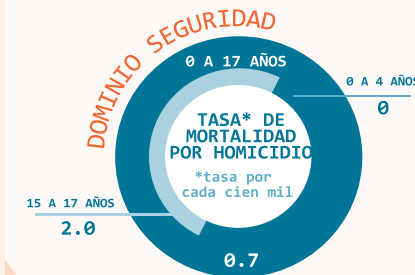 DOMINIO SEGURIDAD
0 A 17 AÑOS
0 A 4 AÑOS
0
TASA* DE
MORTALIDAD
POR HOMICIDIO
*tasa por
cada cien mil
15 A 17 AÑOS
2.0
0.7